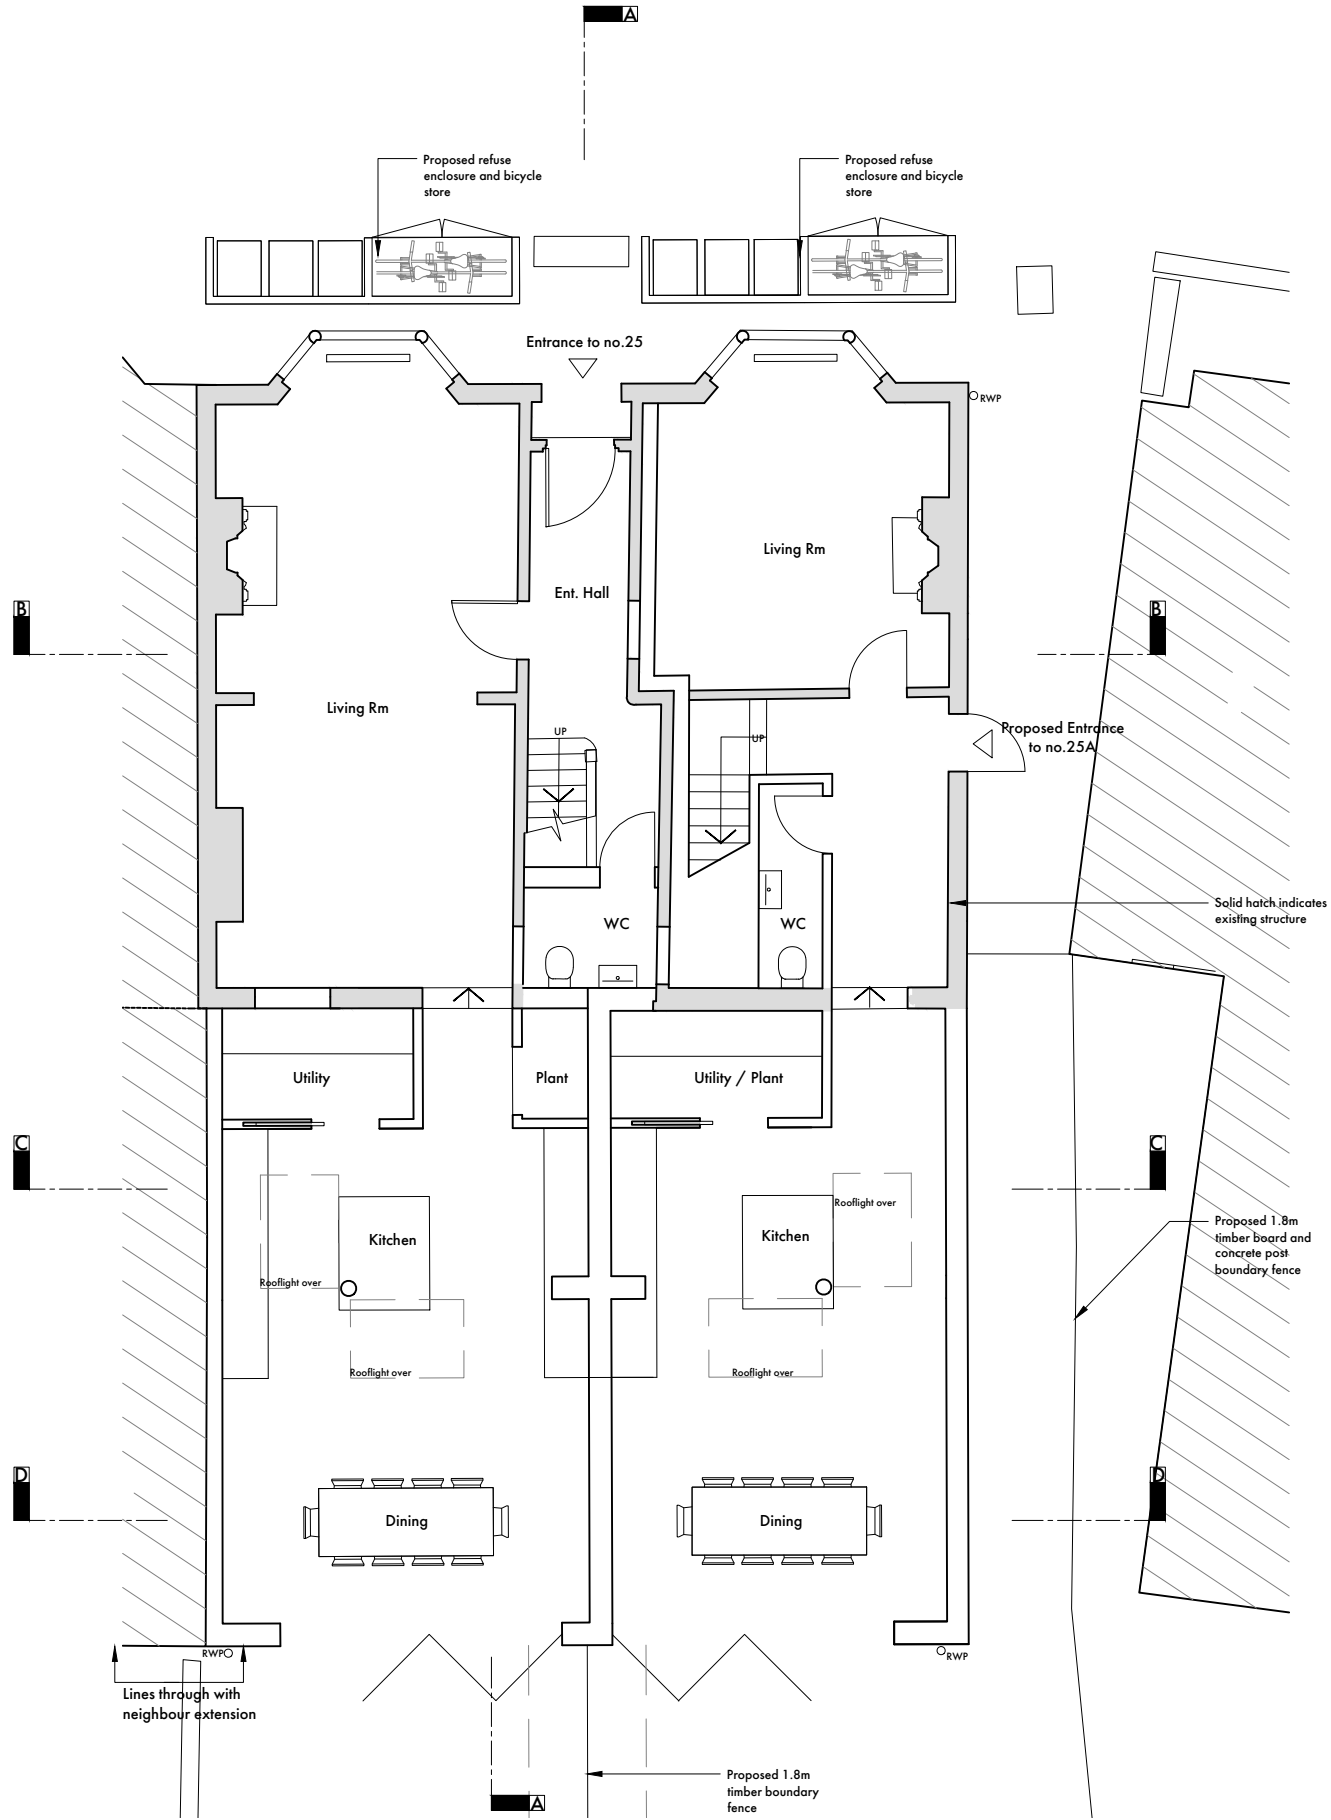 A
Proposed refuse
enclosure and bicycle
store
Proposed refuse
enclosure and bicycle
store
Entrance to no.25
RWP
Living Rm
Ent. Hall
B
B
Living Rm
UP
UP
Proposed Entrance
to no.25A
Solid hatch indicates
existing structure
WC
WC
Utility
Plant
Utility / Plant
C
C
Rooflight over
Kitchen
Kitchen
Proposed 1.8m
timber board and
concrete post
boundary fence
Rooflight over
Rooflight over
Rooflight over
D
D
Dining
Dining
RWP
RWP
Lines through with
neighbour extension
Proposed 1.8m
timber boundary
fence
A